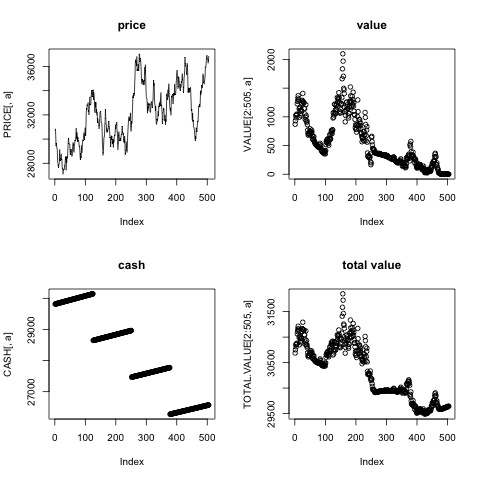 price
PRICE[, a]
28000 32000 36000
0 100 200 300 400 500
Index
value
VALUE[2:505, a]
0 500 1000 2000
0 100 200 300 400 500
Index
cash
CASH[, a]
27000 29000
0 100 200 300 400 500
Index
total value
TOTAL.VALUE[2:505, a]
29500 30500 31500
0 100 200 300 400 500
Index